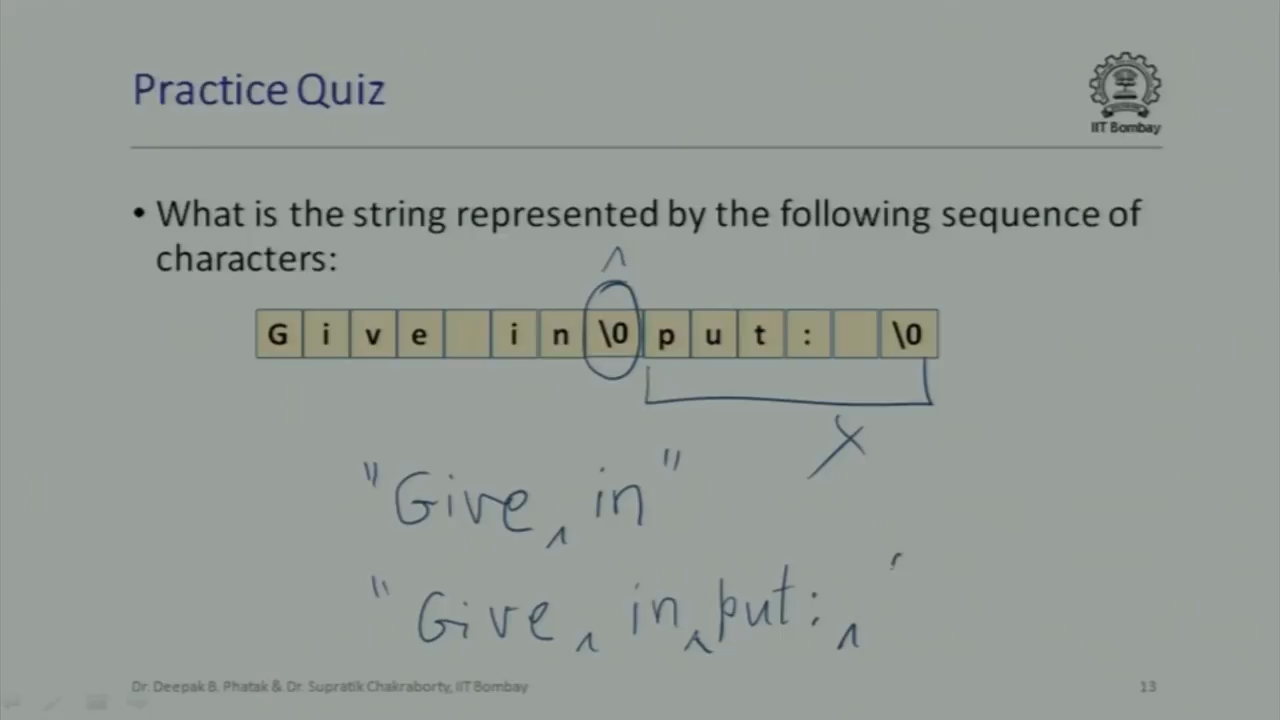 Practice Quiz
IIT Bombay
• What is the string represented by the following sequence of
characters:
^
G i v e   i n \0 p u t :   \0
X
"Give ^ in"
"Give ^ in ^ put: ^ "
Dr. Deepak B. Phatak & Dr. Supratik Chakraborty, IIT Bombay
13